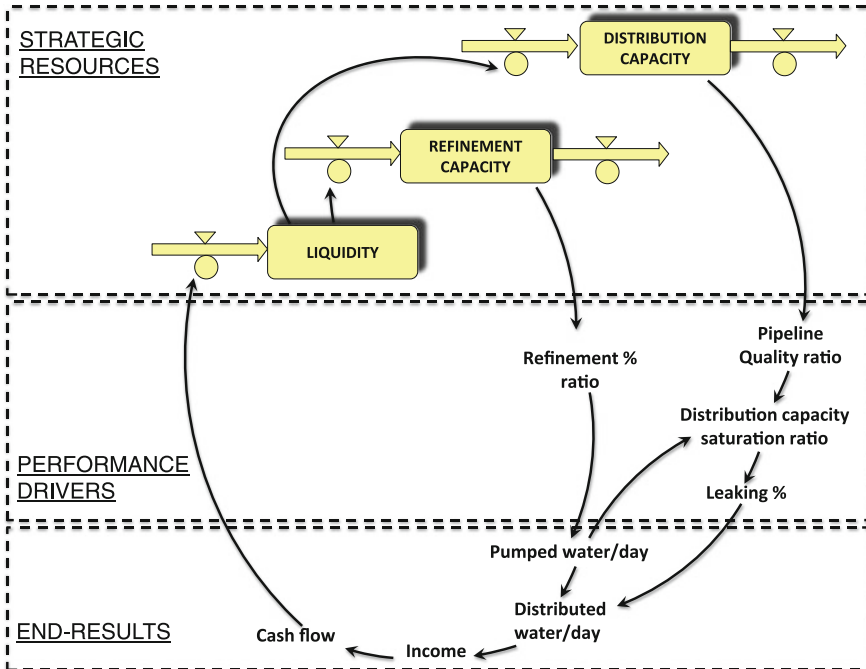 STRATEGIC
RESOURCES
DISTRIBUTION
CAPACITY
REFINEMENT
CAPACITY
LIQUIDITY
PERFORMANCE
DRIVERS
Refinement %
ratio
Pipeline
Quality ratio
Distribution capacity
saturation ratio
Leaking %
END-RESULTS
Pumped water/day
Distributed
water/day
Income
Cash flow